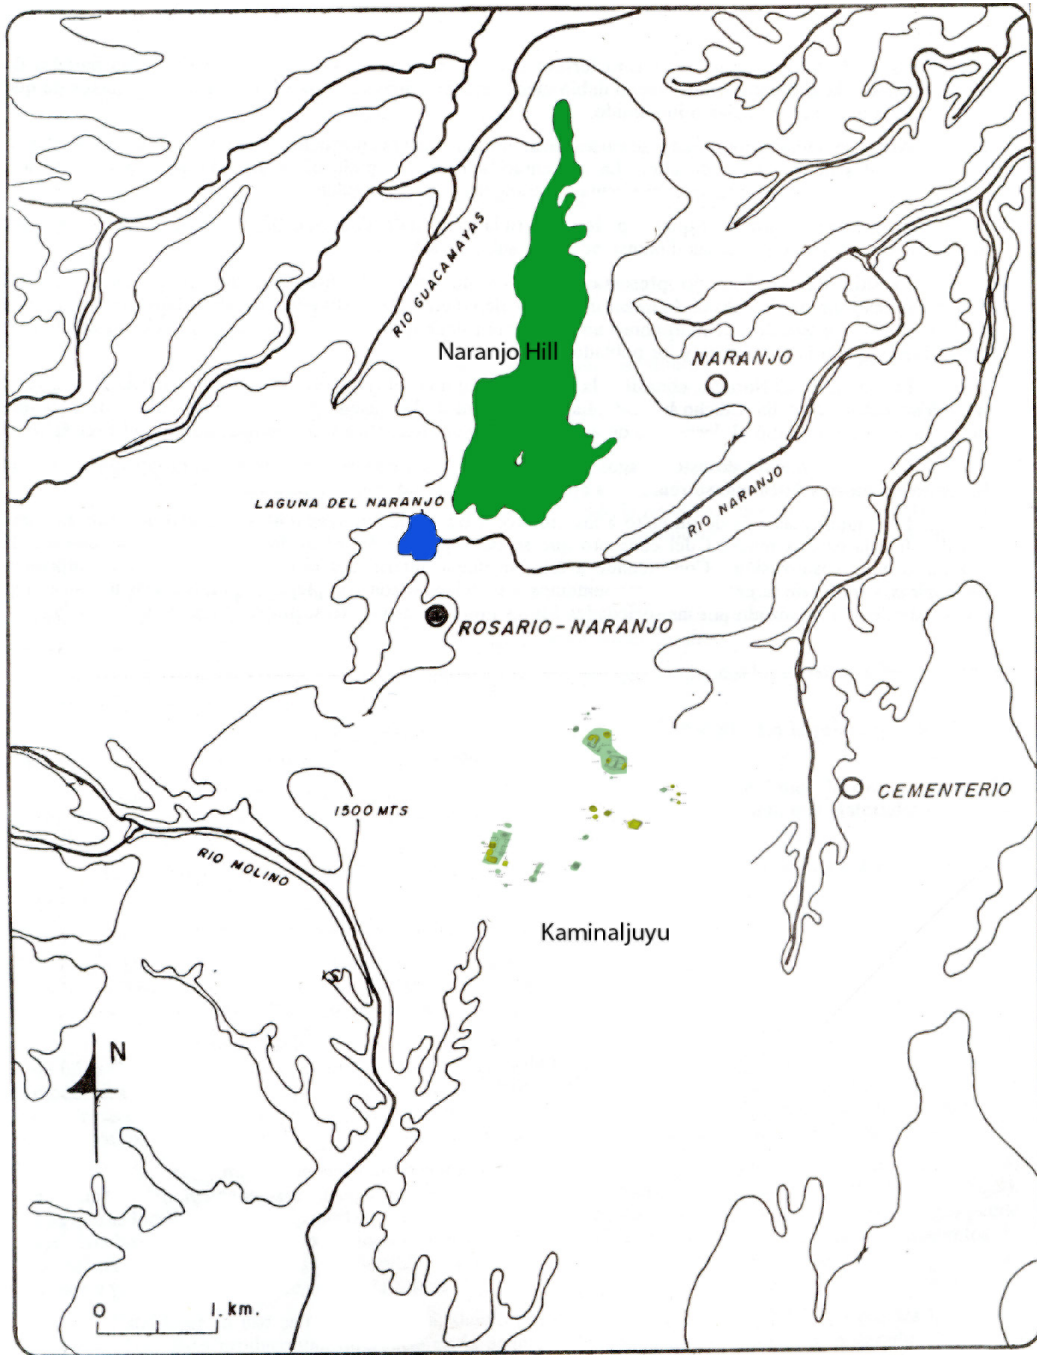 RIO GUACAMAYAS
Naranjo Hill
NARANJO
LAGUNA DEL NARANJO
RIO NARANJO
ROSARIO-NARANJO
1500 MTS
CEMENTERIO
RIO MOLINO
Kaminaljuyu
N
0 1. km.